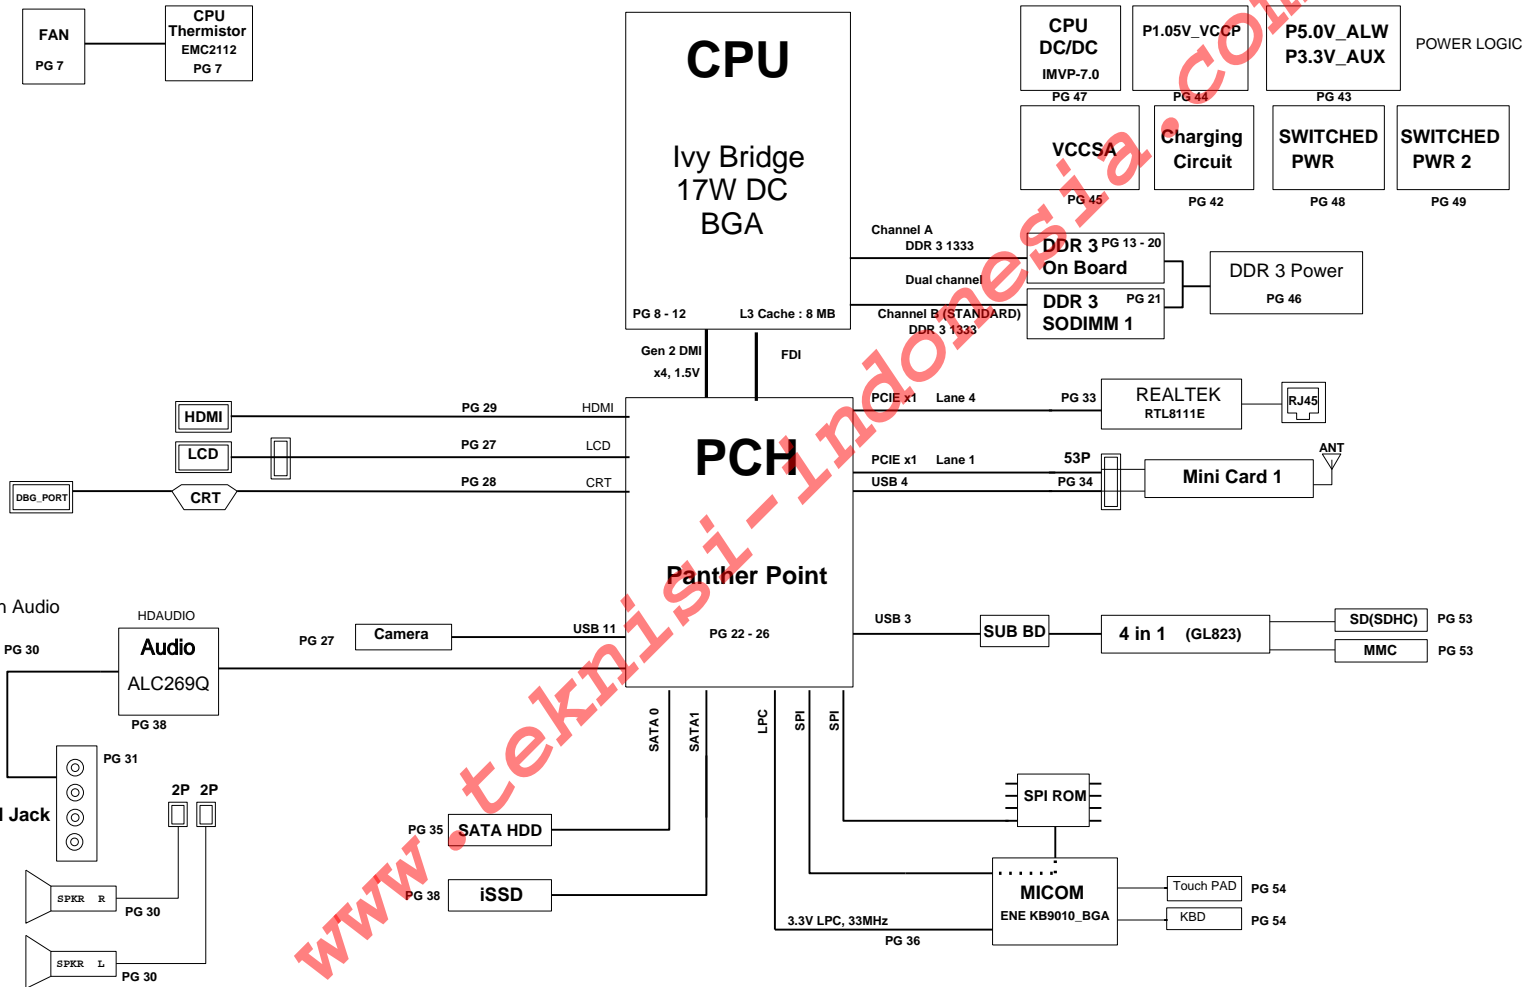 FAN
PG 7
CPU
Thermistor
EMC2112
PG 7
CPU
Ivy Bridge
17W DC
BGA
PG 8 - 12
L3 Cache : 8 MB
CPU
DC/DC
IMVP-7.0
PG 47
P1.05V_VCCP
PG 44
P5.0V_ALW
P3.3V_AUX
PG 43
POWER LOGIC
VCCSA
PG 45
Charging
Circuit
PG 42
SWITCHED
PWR
PG 48
SWITCHED
PWR 2
PG 49
Channel A
DDR 3 1333
Dual channel
Channel B (STANDARD)
DDR 3 1333
DDR 3 PG 13 - 20
On Board
DDR 3 PG 21
SODIMM 1
DDR 3 Power
PG 46
Gen 2 DMI
x4, 1.5V
FDI
HDMI
PG 29
HDMI
LCD
PG 27
LCD
DBG_PORT
CRT
PG 28
CRT
PCH
Panther Point
PG 22 - 26
PCIE x1 Lane 4
PG 33
REALTEK
RTL8111E
RJ45
PCIE x1 Lane 1
53P
USB 4
PG 34
Mini Card 1
ANT
n Audio
PG 30
HDAUDIO
Audio
ALC269Q
PG 38
PG 27
Camera
USB 11
USB 3
SUB BD
4 in 1 (GL823)
SD(SDHC)
PG 53
MMC
PG 53
PG 31
l Jack
2P
2P
SPKR R
PG 30
SPKR L
PG 30
SATA 0
SATA1
LPC
SPI
SPI
PG 35
SATA HDD
PG 38
iSSD
SPI ROM
MICOM
ENE KB9010_BGA
3.3V LPC, 33MHz
PG 36
Touch PAD
PG 54
KBD
PG 54
www.teknisi-indonesia.com